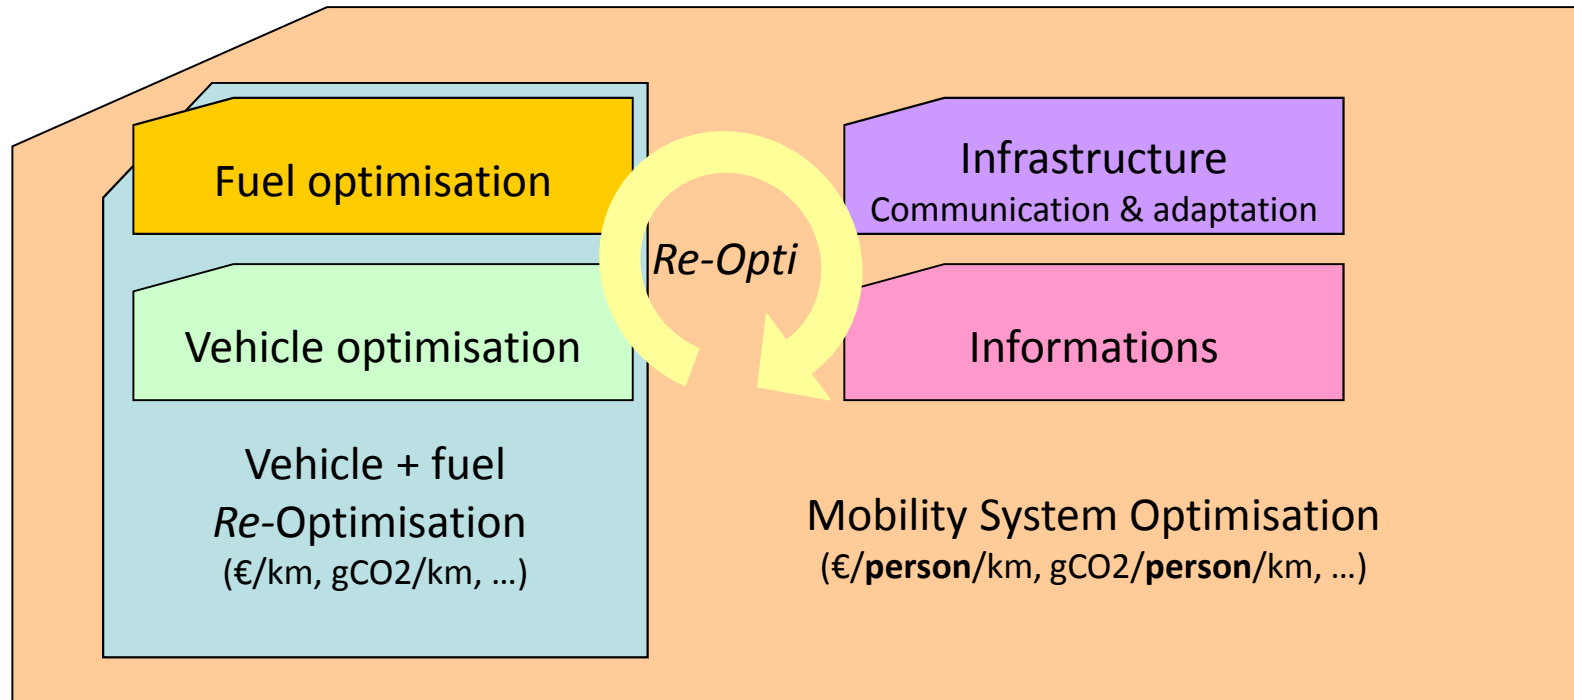 Fuel optimisation
Vehicle optimisation
Vehicle + fuel
Re-Optimisation
(€/km, gCO2/km, …)
Re-Opti
Infrastructure
Communication & adaptation
Informations
Mobility System Optimisation
(€/person/km, gCO2/person/km, …)